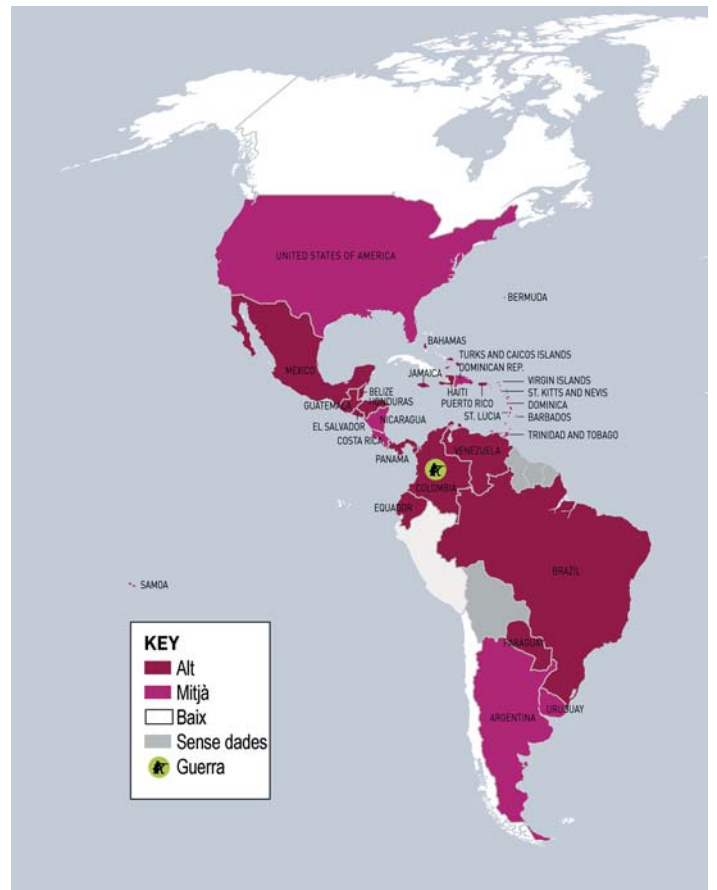 UNITED STATES OF AMERICA
BERMUDA
BAHAMAS
TURKS AND CAICOS ISLANDS
DOMINICAN REP.
MEXICO
JAMAICA
BELIZE
HONDURAS
HAITI
VIRGIN ISLANDS
ST. KITTS AND NEVIS
GUATEMALA
PUERTO RICO
DOMINICA
ST. LUCIA
BARBADOS
EL SALVADOR
NICARAGUA
COSTA RICA
TRINIDAD AND TOBAGO
PANAMA
VENEZUELA
COLOMBIA
EQUADOR
BRAZIL
SAMOA
PARAGUAY
URUGUAY
ARGENTINA
KEY
Alt
Mitjà
Baix
Sense dades
Guerra